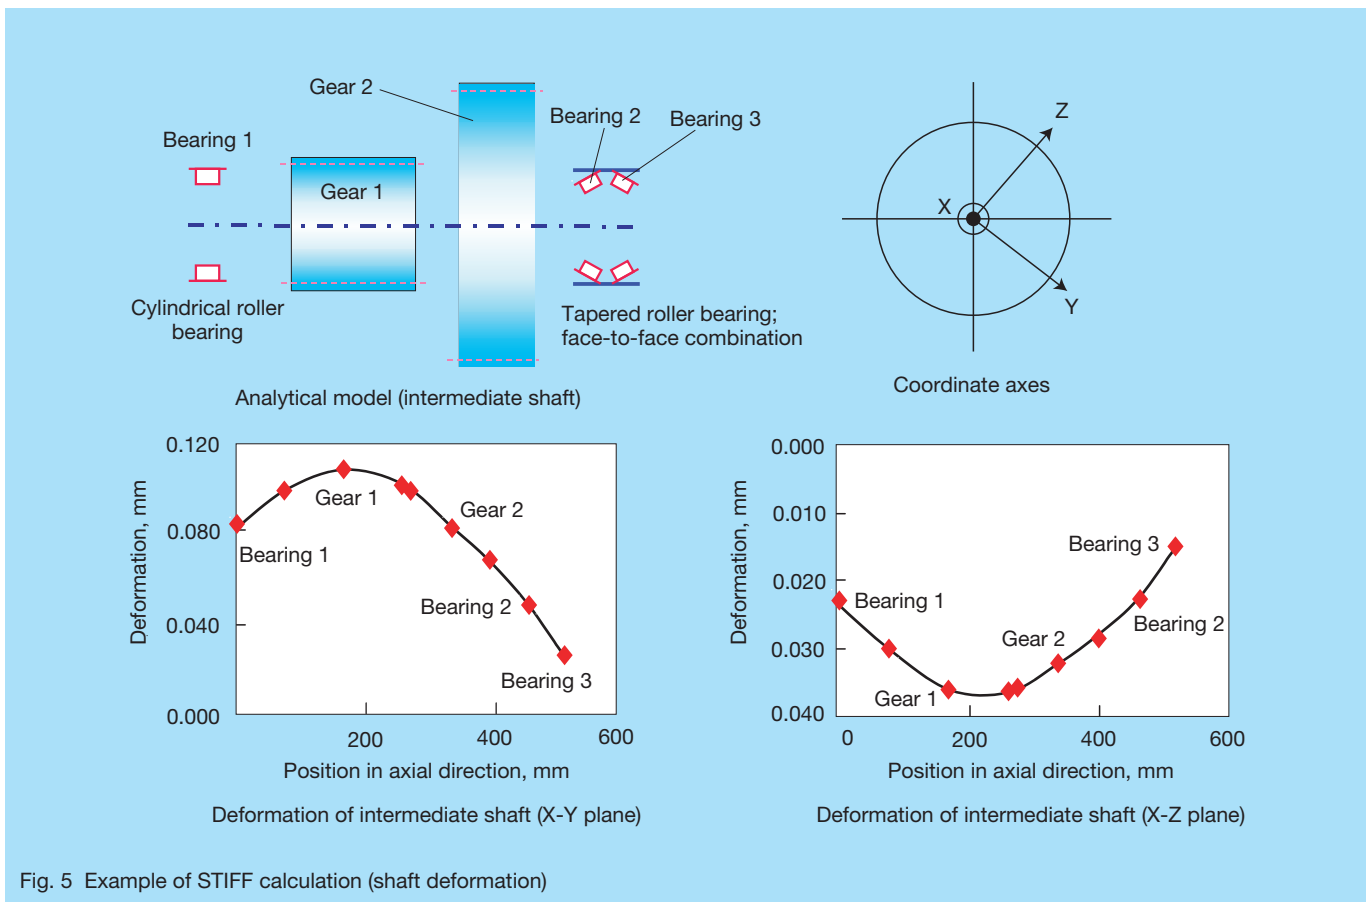 Gear 2
Bearing 1
Bearing 2
Bearing 3
Gear 1
Cylindrical roller
bearing
Tapered roller bearing;
face-to-face combination
Analytical model (intermediate shaft)
Z
X
Y
Coordinate axes
0.120
0.080
0.040
0.000
Deformation, mm
Bearing 1
Gear 1
Gear 2
Bearing 2
Bearing 3
200
400
600
Position in axial direction, mm
Deformation of intermediate shaft (X-Y plane)
0.000
0.010
0.020
0.030
0.040
Deformation, mm
Bearing 3
Bearing 1
Bearing 2
Gear 2
Gear 1
0
200
400
600
Position in axial direction, mm
Deformation of intermediate shaft (X-Z plane)
Fig. 5 Example of STIFF calculation (shaft deformation)